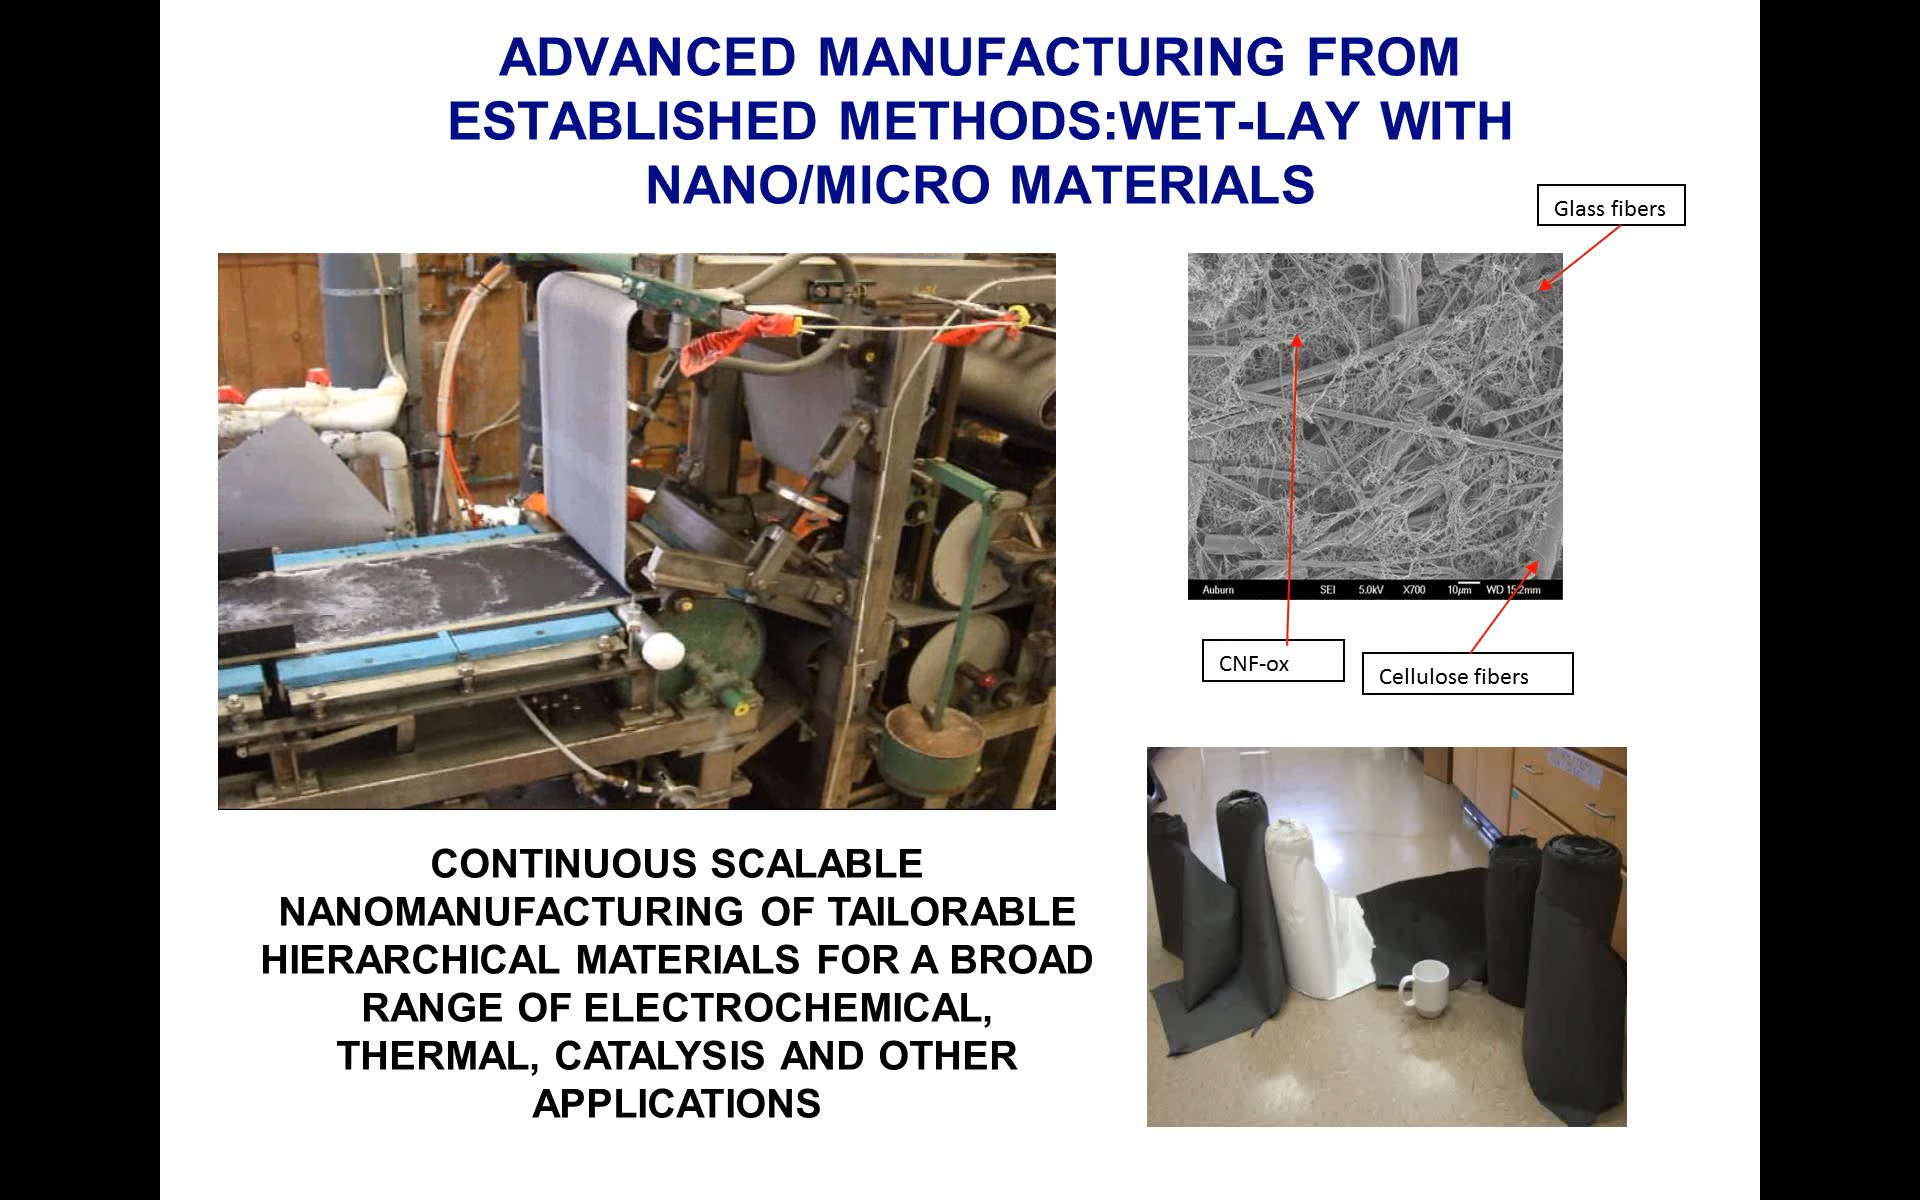 ADVANCED MANUFACTURING FROM
ESTABLISHED METHODS:WET-LAY WITH
NANO/MICRO MATERIALS
Glass fibers
Auburn SEI 5.0kV X700 10µm WD 15.2mm
CNF-ox
Cellulose fibers
CONTINUOUS SCALABLE
NANOMANUFACTURING OF TAILORABLE
HIERARCHICAL MATERIALS FOR A BROAD
RANGE OF ELECTROCHEMICAL,
THERMAL, CATALYSIS AND OTHER
APPLICATIONS